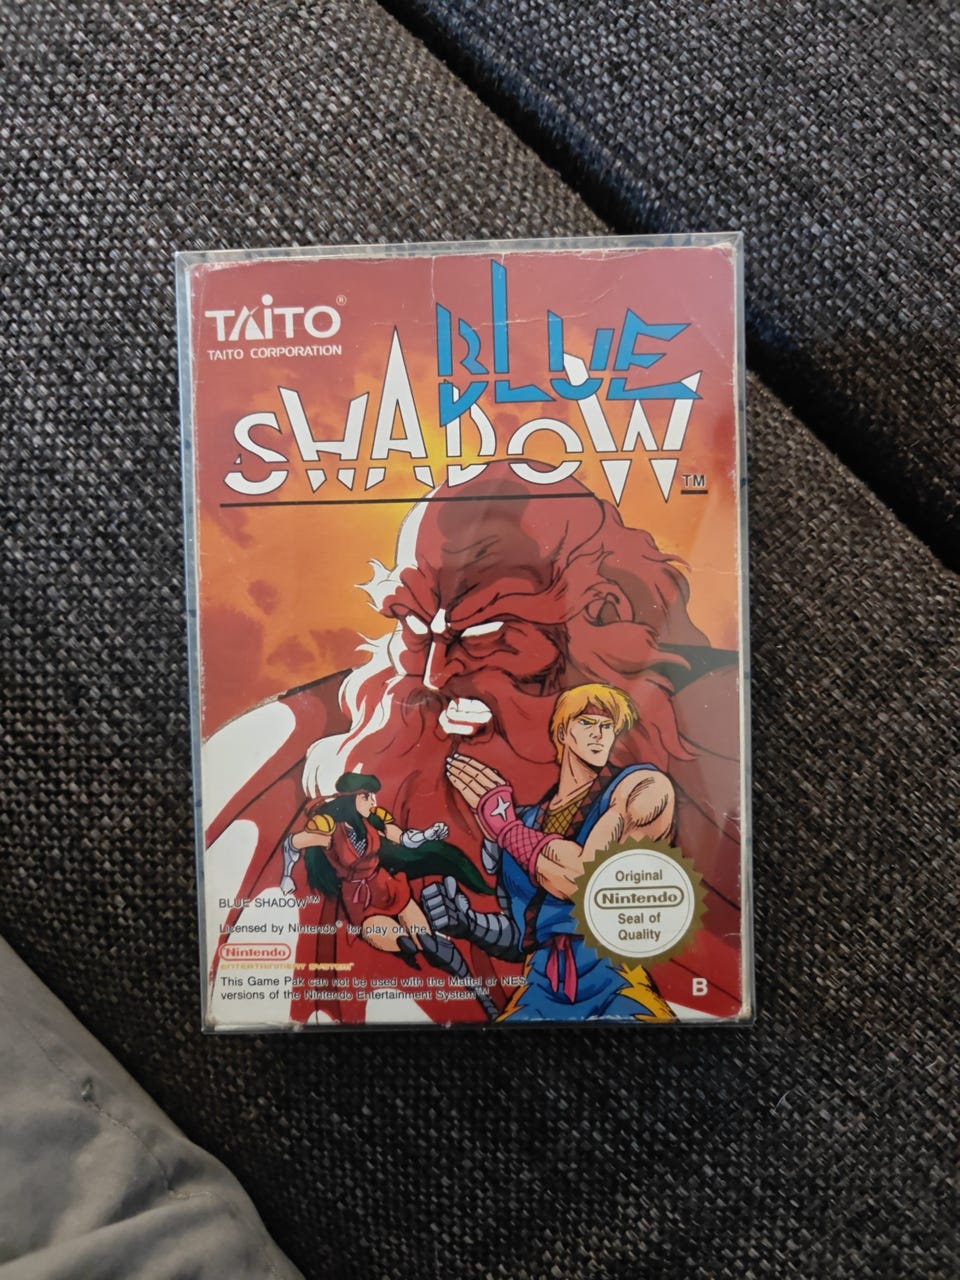 TAITO®
TAITO CORPORATION
BLUE
SHADOW™
BLUE SHADOW™
Licensed by Nintendo® for play on the
Nintendo®
ENTERTAINMENT SYSTEM®
This Game Pak can not be used with the Mattel or NES
versions of the Nintendo Entertainment System™
Original
Nintendo®
Seal of
Quality
B